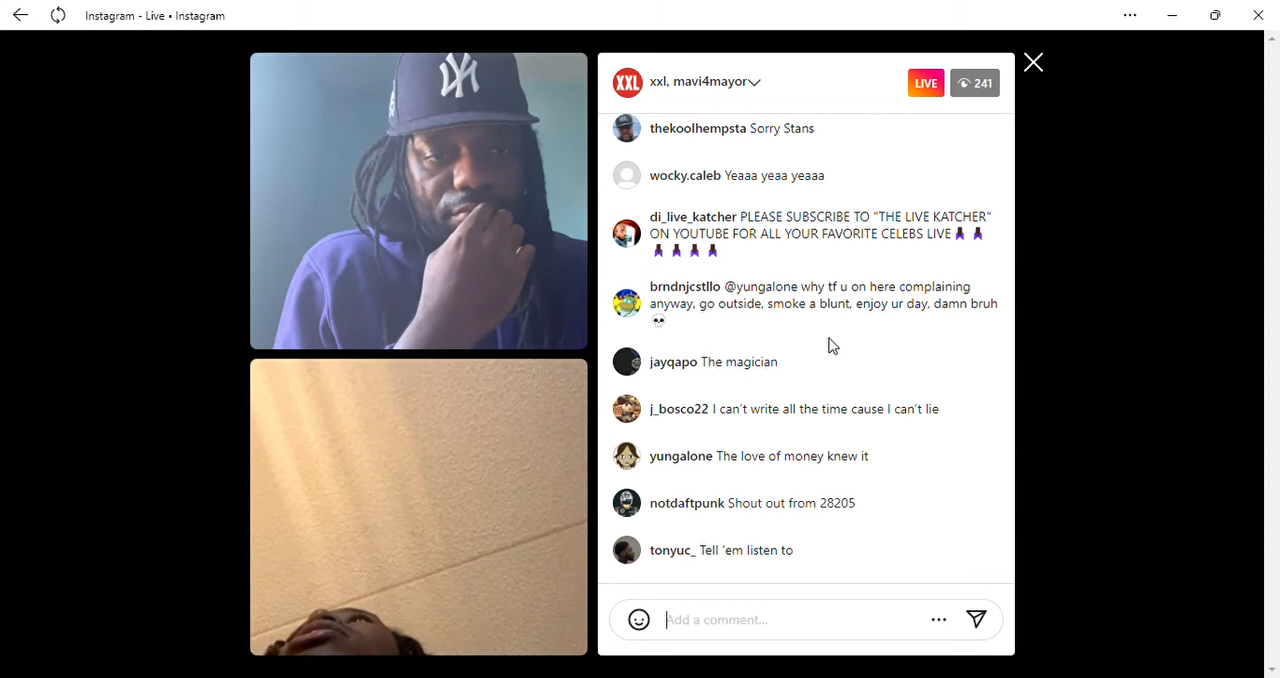 Instagram - Live • Instagram
NY
XXL xxl, mavi4mayor LIVE 241
thekoolhempsta Sorry Stans
wocky.caleb Yeaaa yeaa yeaaa
di_live_katcher PLEASE SUBSCRIBE TO "THE LIVE KATCHER"
ON YOUTUBE FOR ALL YOUR FAVORITE CELEBS LIVE
brndnjcstllo @yungalone why tf u on here complaining
anyway, go outside, smoke a blunt, enjoy ur day, damn bruh
💀
jayqapo The magician
j_bosco22 I can't write all the time cause I can't lie
yungalone The love of money knew it
notdaftpunk Shout out from 28205
tonyuc_ Tell 'em listen to
Add a comment...